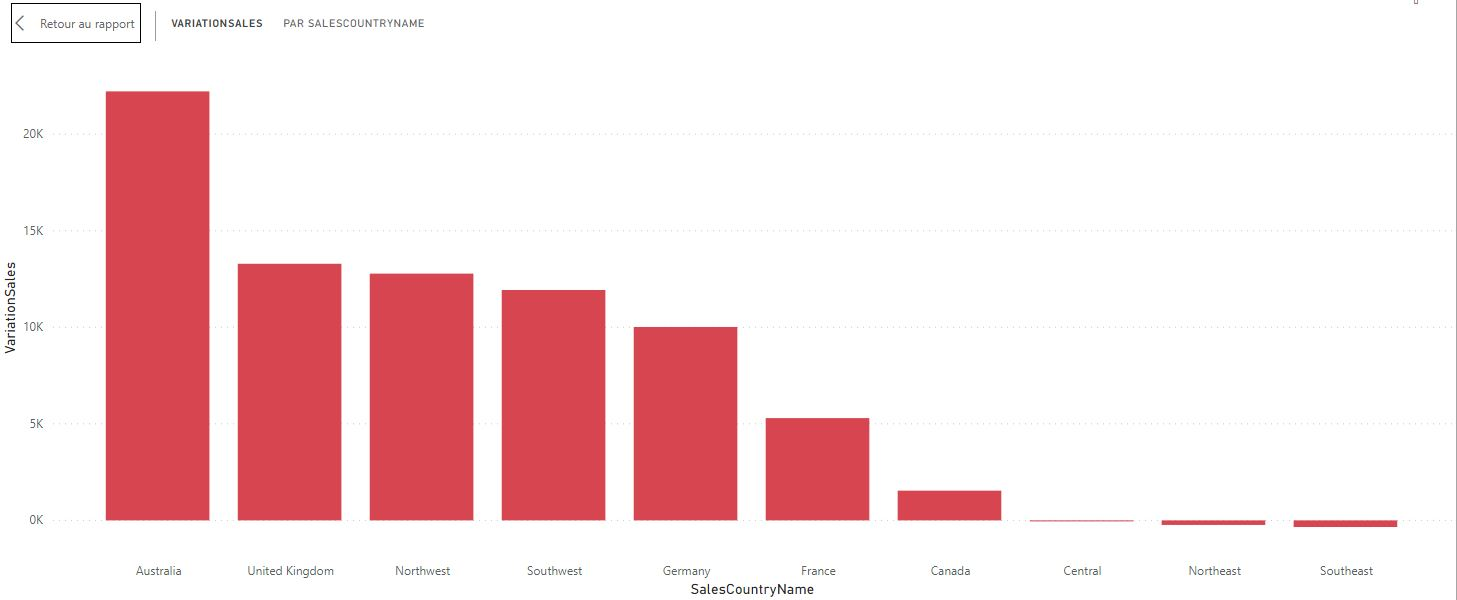 Retour au rapport
VARIATIONSALES PAR SALESCOUNTRYNAME
20K
15K
10K
5K
0K
VariationSales
Australia United Kingdom Northwest Southwest Germany France Canada Central Northeast Southeast
SalesCountryName